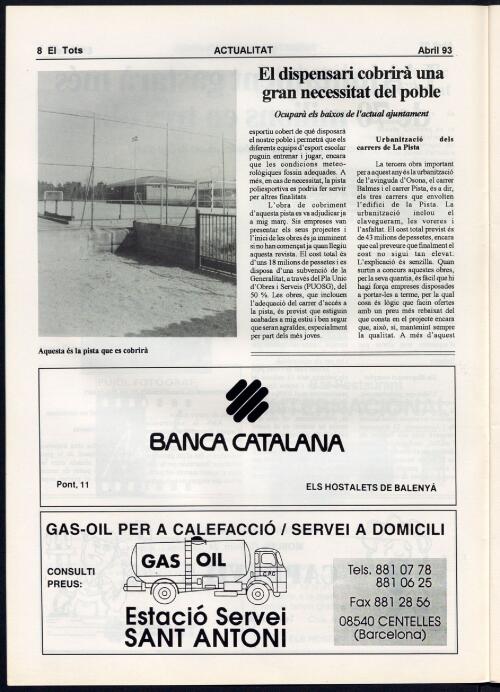 8 El Tots
ACTUALITAT
Abril 93
El dispensari cobrirà una
gran necessitat del poble
Ocuparà els baixos de l'actual ajuntament
esportiu cobert de què disposarà
el nostre poble i permetrà que els
diferents equips d'esport escolar
puguin entrenar i jugar, encara
que les condicions meteo-
rològiques fossin adequades. A
més, en cas de necessitat, la pista
poliesportiva es podria fer servir
per altres finalitats.
L'obra de cobriment
d'aquesta pista es va adjudicar ja
a mig març. Sis empreses van
presentar els seus projectes i
l'inici de les obres és ja imminent
si no han començat ja quan llegiu
aquesta revista. El cost total és
d'uns 18 milions de pessetes i es
disposa d'una subvenció de la
Generalitat, a través del Pla Unic
d'Obres i Serveis (PUOSG), del
50 %. Les obres, que inclouen
l'adequació del carrer d'accés a
la pista, és previst que estiguin
acabades a mig estiu i ben segur
que seran agraïdes, especialment
per part dels més joves.
Urbanització dels
carrers de La Pista
La tercera obra important
per a aquest any és la urbanització
de l'avinguda d'Osona, el carrer
Balmes i el carrer Pista, és a dir,
els tres carrers que envolten
l'edifici de la Pista. La
urbanització inclou el
clavegueram, les voreres i
l'asfaltat. El cost total previst és
de 43 milions de pessetes, encara
que cal preveure que finalment el
cost no sigui tan elevat.
L'explicació és senzilla. Quan
surtin a concurs aquestes obres,
per la seva quantia, és fàcil que hi
hagi força empreses disposades
a portar-les a terme, per la qual
cosa és lògic que facin ofertes
amb un preu més rebaixat del
que consta en el projecte encara
que, això, sí, mantenint sempre
la qualitat. A més d'aquest
Aquesta és la pista que es cobrirà
BANCA CATALANA
Pont, 11
ELS HOSTALETS DE BALENYÀ
GAS-OIL PER A CALEFACCIÓ / SERVEI A DOMICILI
CONSULTI
PREUS:
GAS OIL
Estació Servei
SANT ANTONI
Tels. 881 07 78
881 06 25
Fax 881 28 56
08540 CENTELLES
(Barcelona)